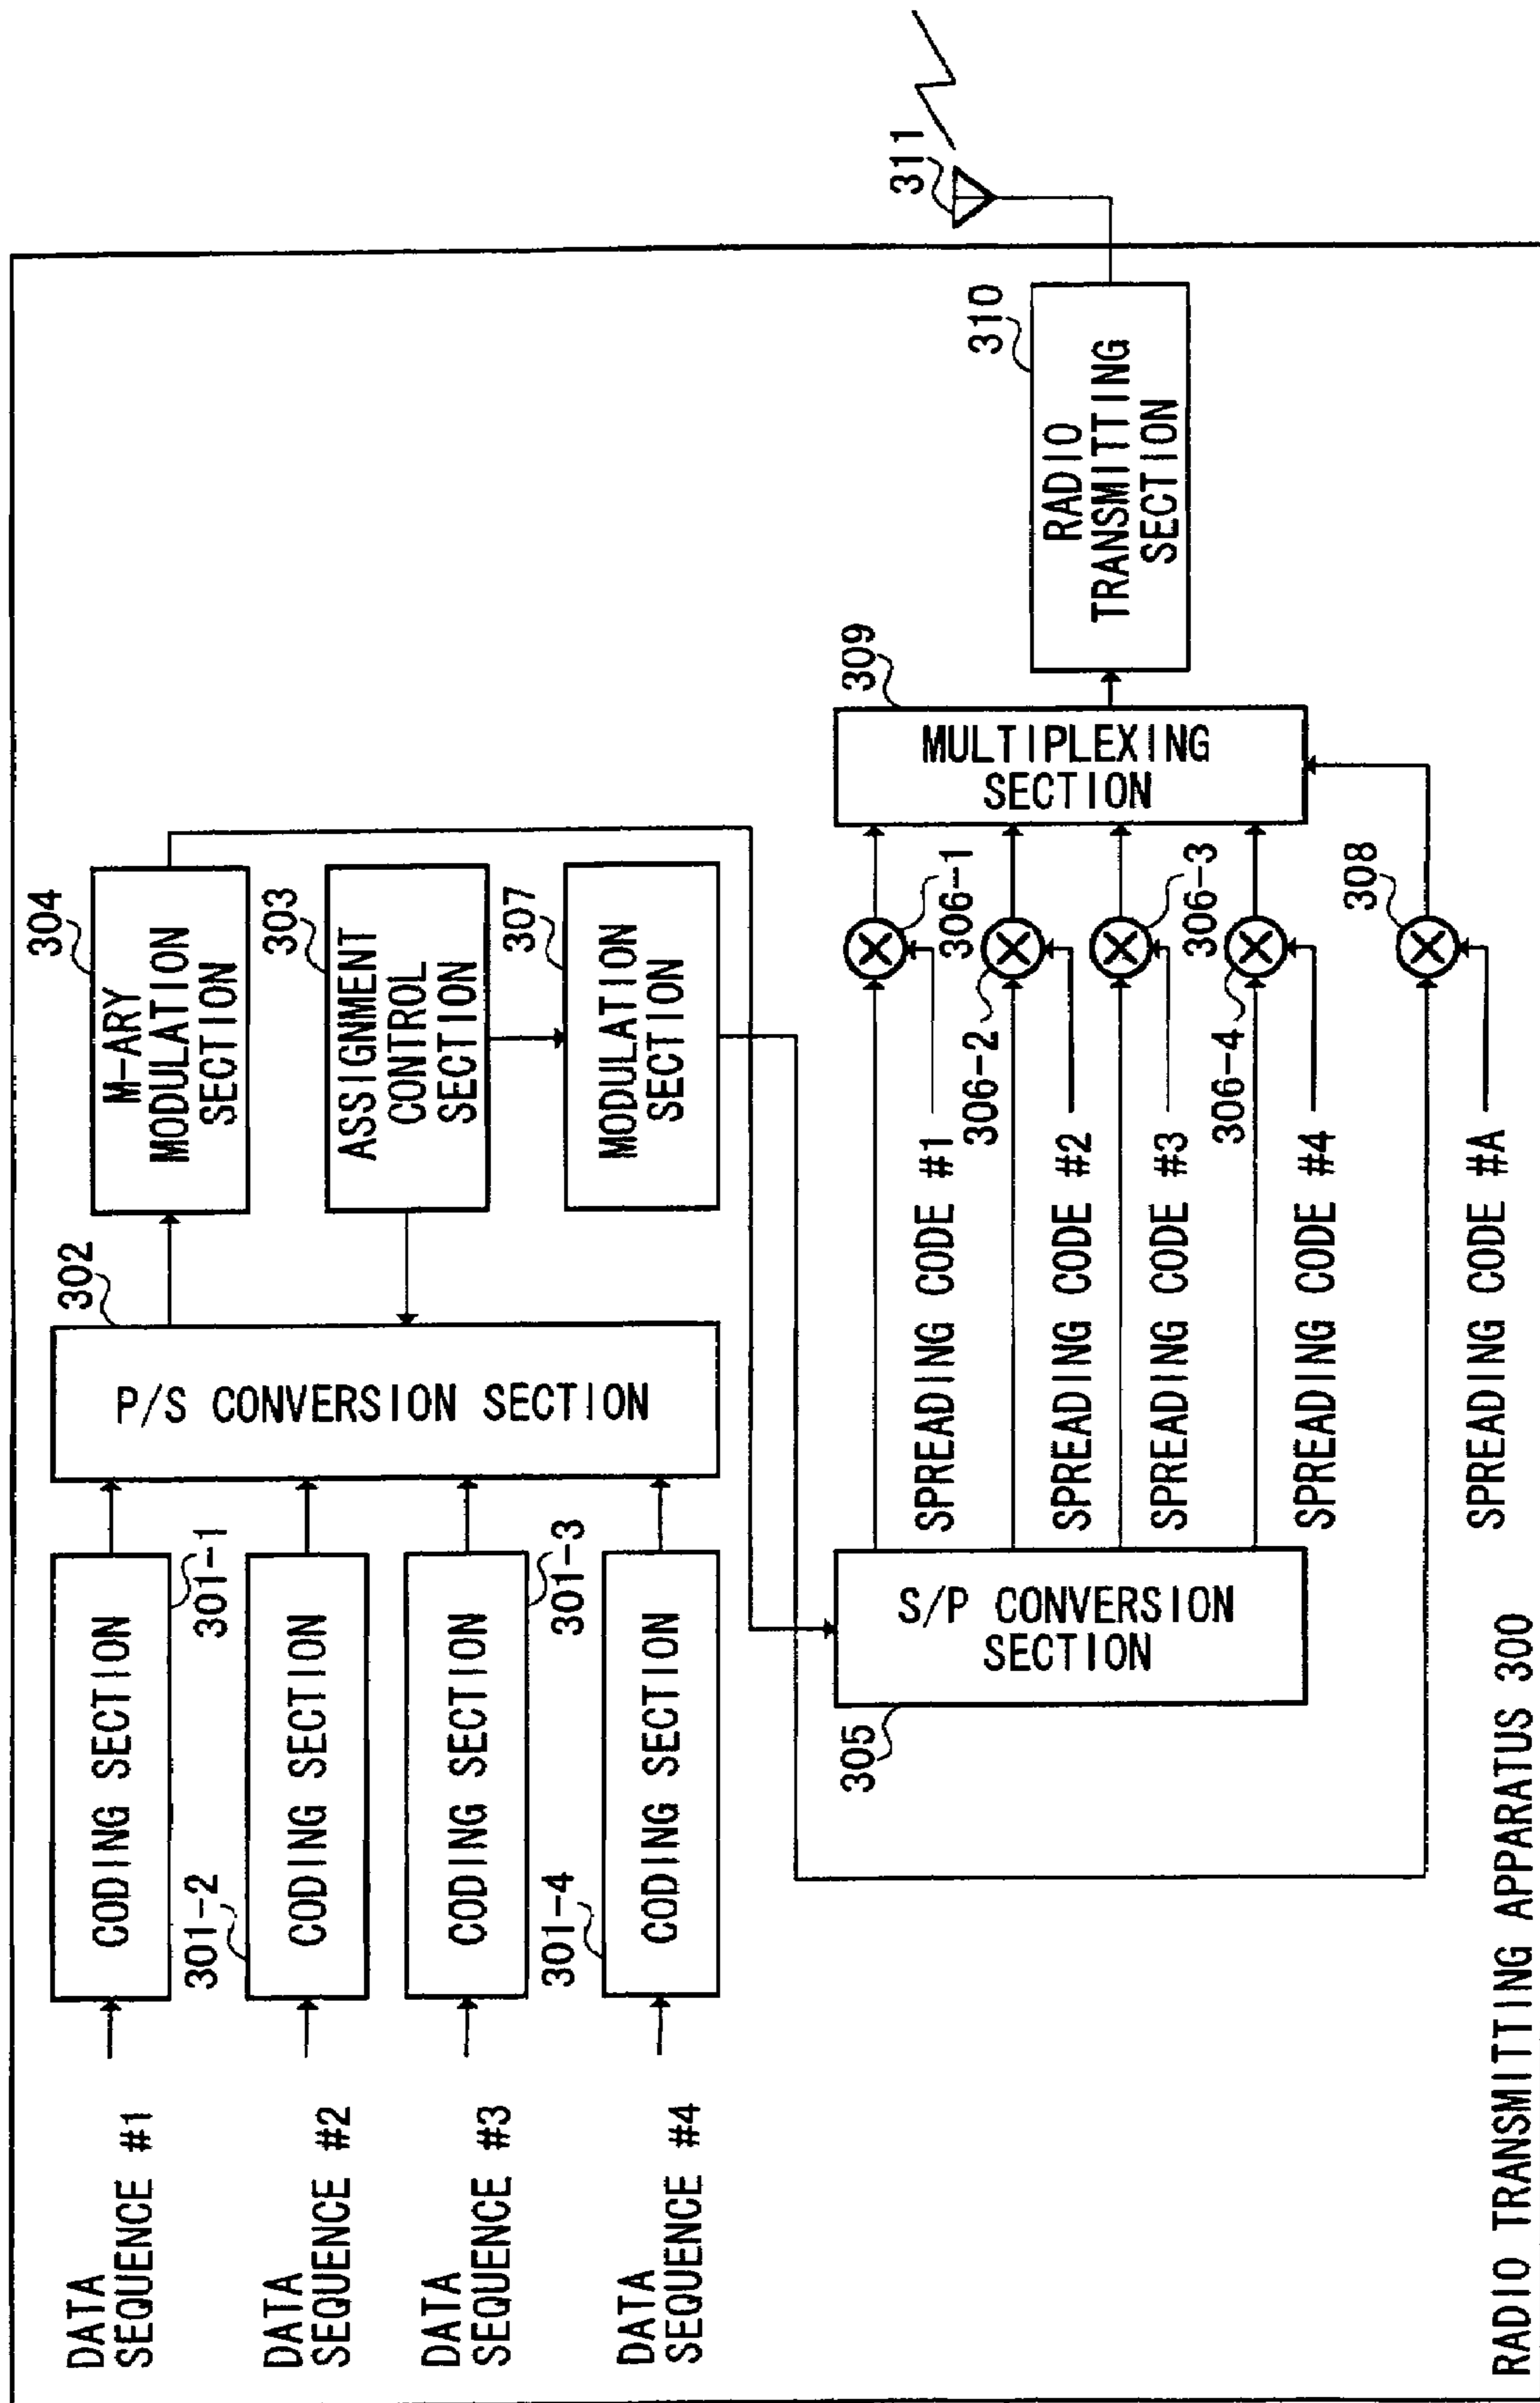 DATA
SEQUENCE #1
CODING SECTION
301-1
DATA
SEQUENCE #2
301-2
CODING SECTION
DATA
SEQUENCE #3
CODING SECTION
301-3
DATA
SEQUENCE #4
301-4
CODING SECTION
302
P/S CONVERSION SECTION
304
M-ARY
MODULATION
SECTION
303
ASSIGNMENT
CONTROL
SECTION
307
MODULATION
SECTION
305
S/P CONVERSION
SECTION
SPREADING CODE #1
306-1
306-2
SPREADING CODE #2
SPREADING CODE #3
306-3
306-4
SPREADING CODE #4
308
SPREADING CODE #A
309
MULTIPLEXING
SECTION
310
RADIO
TRANSMITTING
SECTION
311
RADIO TRANSMITTING APPARATUS 300